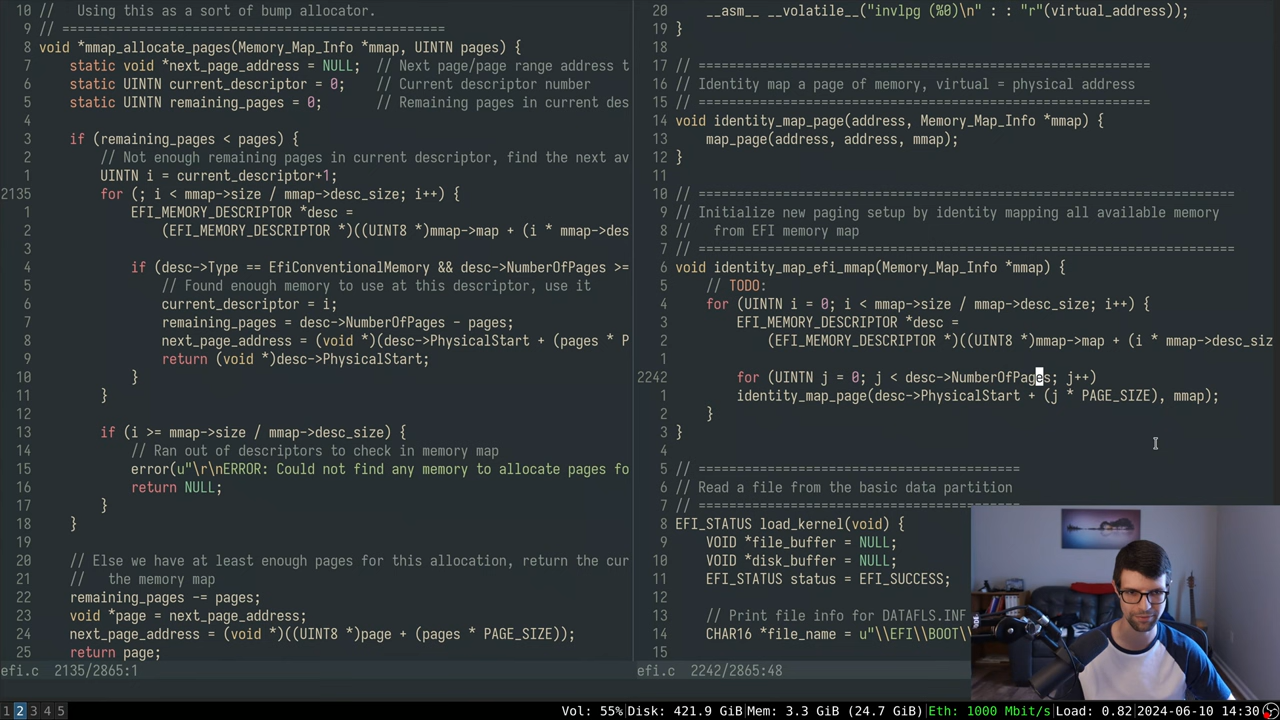 10 //   Using this as a sort of bump allocator.
9 // ==================================================
8 void *mmap_allocate_pages(Memory_Map_Info *mmap, UINTN pages) {
7     static void *next_page_address = NULL;  // Next page/page range address t
6     static UINTN current_descriptor = 0;    // Current descriptor number
5     static UINTN remaining_pages = 0;       // Remaining pages in current des
4
3     if (remaining_pages < pages) {
2         // Not enough remaining pages in current descriptor, find the next av
1         UINTN i = current_descriptor+1;
2135         for (; i < mmap->size / mmap->desc_size; i++) {
1             EFI_MEMORY_DESCRIPTOR *desc =
2                 (EFI_MEMORY_DESCRIPTOR *)((UINT8 *)mmap->map + (i * mmap->des
3
4             if (desc->Type == EfiConventionalMemory && desc->NumberOfPages >=
5                 // Found enough memory to use at this descriptor, use it
6                 current_descriptor = i;
7                 remaining_pages = desc->NumberOfPages - pages;
8                 next_page_address = (void *)(desc->PhysicalStart + (pages * P
9                 return (void *)desc->PhysicalStart;
10             }
11         }
12
13         if (i >= mmap->size / mmap->desc_size) {
14             // Ran out of descriptors to check in memory map
15             error(u"\r\nERROR: Could not find any memory to allocate pages fo
16             return NULL;
17         }
18     }
19
20     // Else we have at least enough pages for this allocation, return the cur
21     //   the memory map
22     remaining_pages -= pages;
23     void *page = next_page_address;
24     next_page_address = (void *)((UINT8 *)page + (pages * PAGE_SIZE));
25     return page;
efi.c  2135/2865:1
20     __asm__ __volatile__("invlpg (%0)\n" : : "r"(virtual_address));
19 }
18
17 // ==============================================================
16 // Identity map a page of memory, virtual = physical address
15 // ==============================================================
14 void identity_map_page(address, Memory_Map_Info *mmap) {
13     map_page(address, address, mmap);
12 }
11
10 // =========================================================================
9 // Initialize new paging setup by identity mapping all available memory
8 //   from EFI memory map
7 // =========================================================================
6 void identity_map_efi_mmap(Memory_Map_Info *mmap) {
5     // TODO:
4     for (UINTN i = 0; i < mmap->size / mmap->desc_size; i++) {
3         EFI_MEMORY_DESCRIPTOR *desc =
2             (EFI_MEMORY_DESCRIPTOR *)((UINT8 *)mmap->map + (i * mmap->desc_siz
1
2242         for (UINTN j = 0; j < desc->NumberOfPages; j++)
1         identity_map_page(desc->PhysicalStart + (j * PAGE_SIZE), mmap);
2     }
3 }
4
5 // =============================================
6 // Read a file from the basic data partition
7 // =============================================
8 EFI_STATUS load_kernel(void) {
9     VOID *file_buffer = NULL;
10     VOID *disk_buffer = NULL;
11     EFI_STATUS status = EFI_SUCCESS;
12
13     // Print file info for DATAFLS.INF
14     CHAR16 *file_name = u"\\EFI\\BOOT\\
15
efi.c  2242/2865:48
1 2 3 4 5
Vol: 55% Disk: 421.9 GiB Mem: 3.3 GiB (24.7 GiB) Eth: 1000 Mbit/s Load: 0.82 2024-06-10 14:30